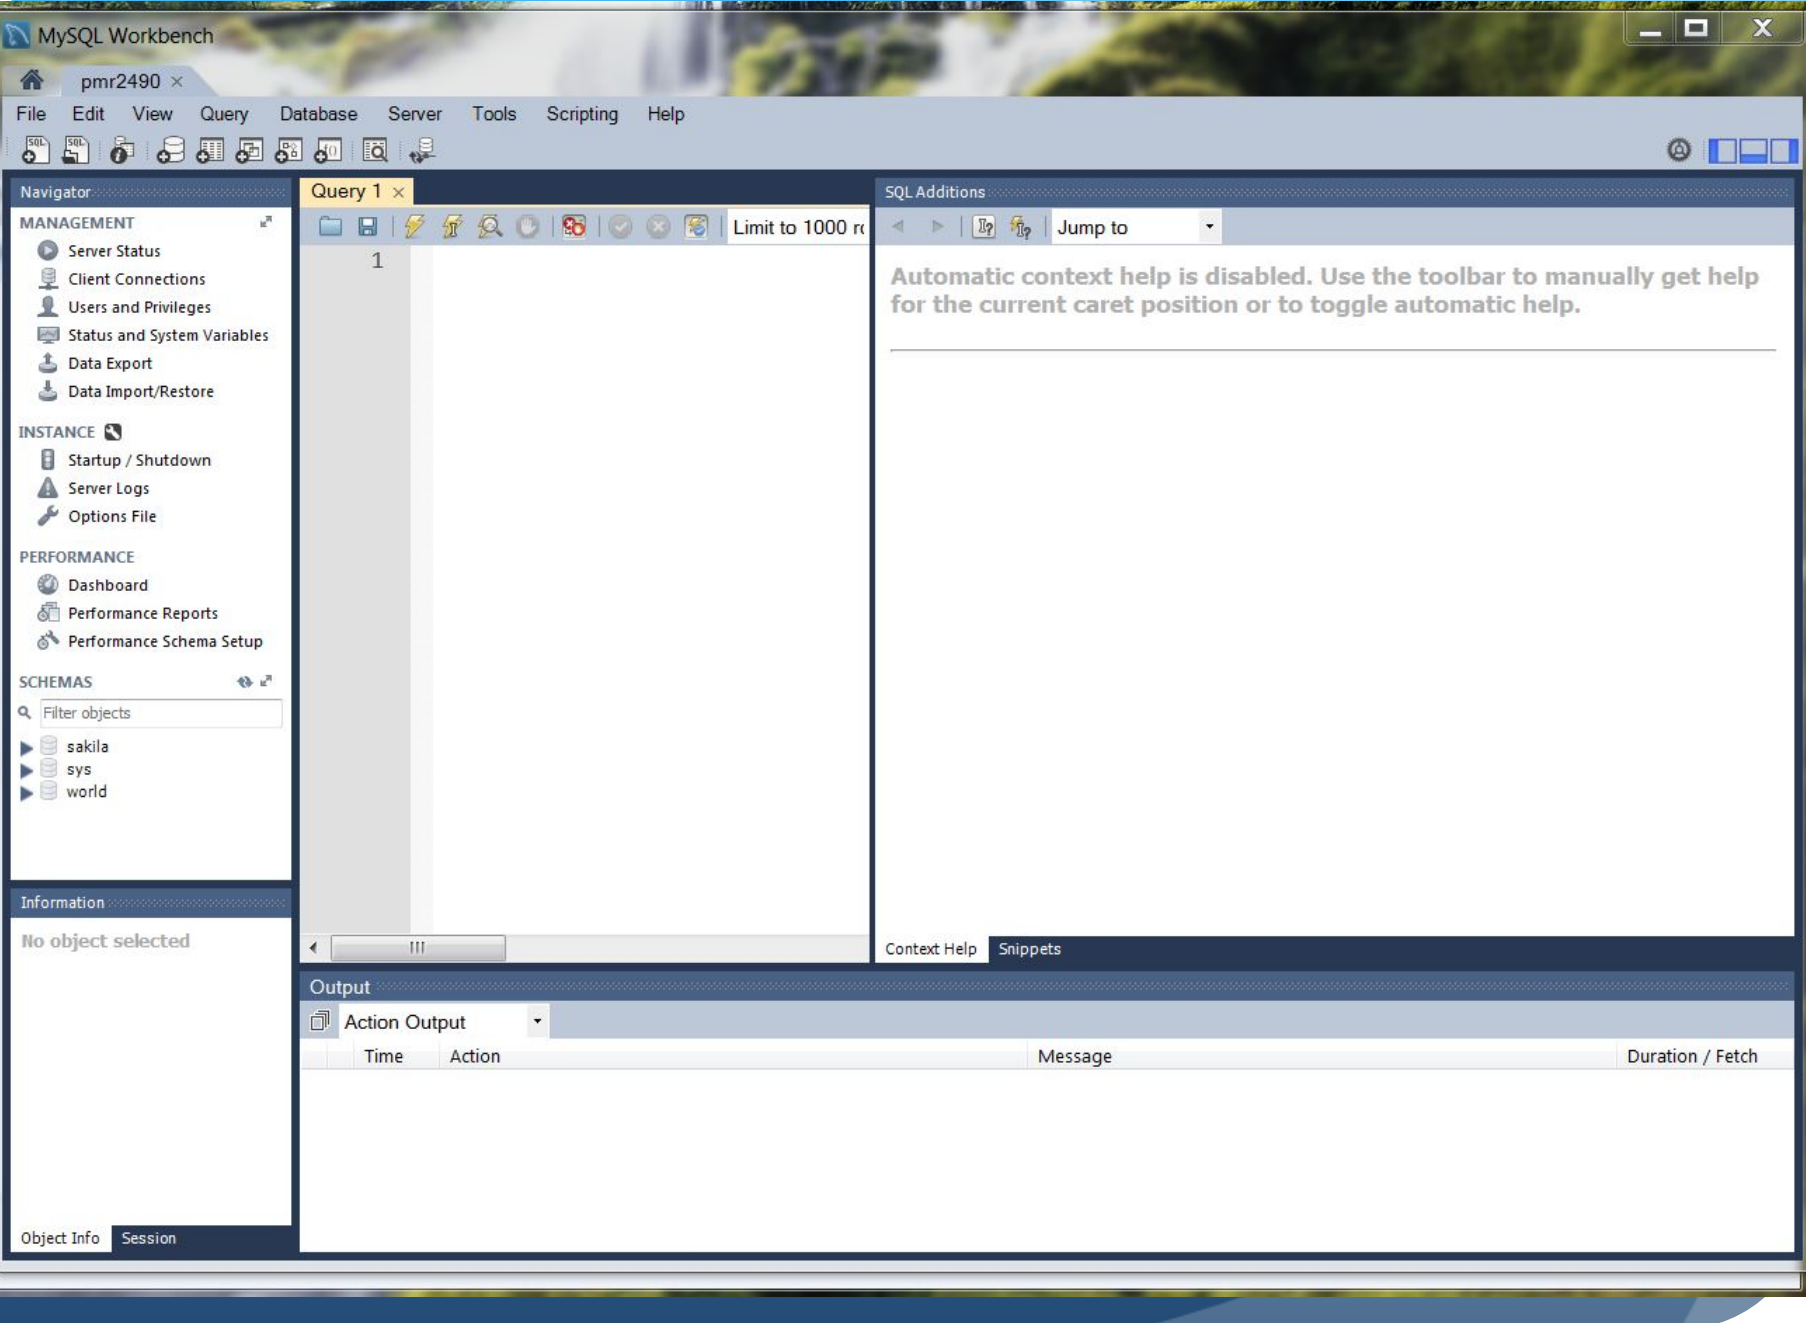 MySQL Workbench
pmr2490
File Edit View Query Database Server Tools Scripting Help
Navigator
MANAGEMENT
Server Status
Client Connections
Users and Privileges
Status and System Variables
Data Export
Data Import/Restore
INSTANCE
Startup / Shutdown
Server Logs
Options File
PERFORMANCE
Dashboard
Performance Reports
Performance Schema Setup
SCHEMAS
Filter objects
sakila
sys
world
Information
No object selected
Object Info Session
Query 1
Limit to 1000 ro
1
SQL Additions
Jump to
Automatic context help is disabled. Use the toolbar to manually get help
for the current caret position or to toggle automatic help.
Context Help Snippets
Output
Action Output
Time Action Message Duration / Fetch